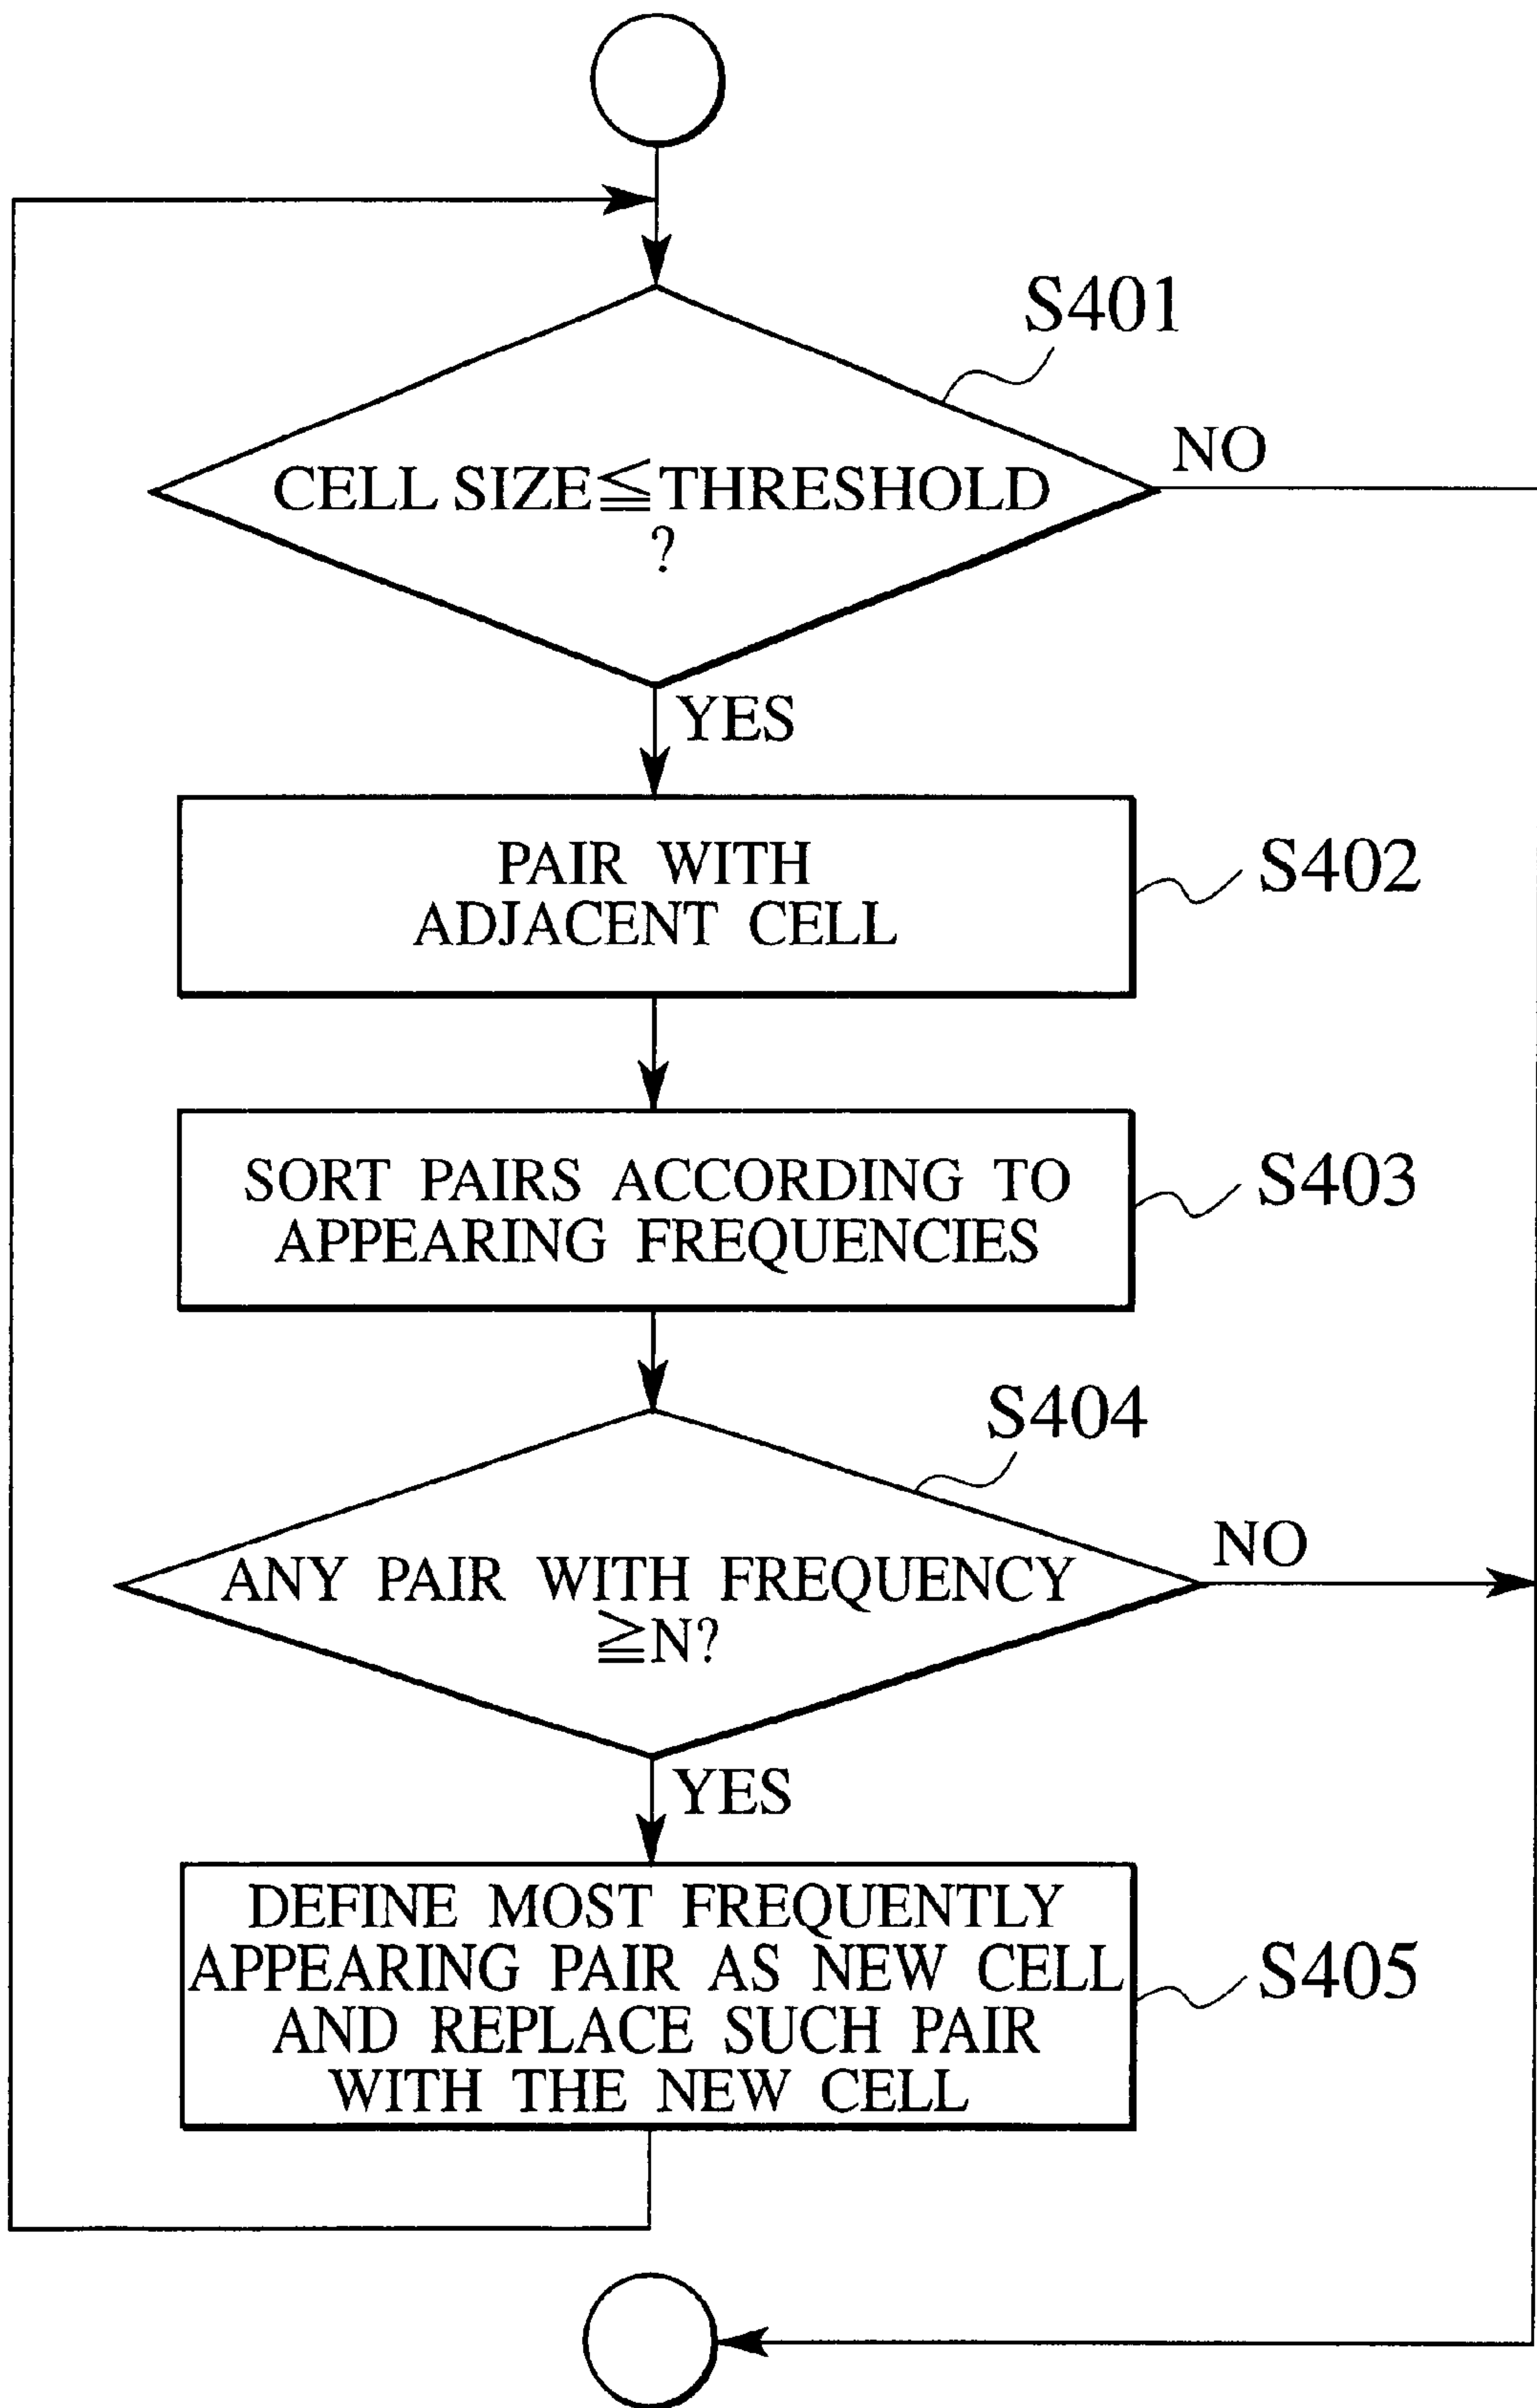 S401
NO
CELL SIZE≦THRESHOLD
?
YES
PAIR WITH
ADJACENT CELL
S402
SORT PAIRS ACCORDING TO
APPEARING FREQUENCIES
S403
S404
NO
ANY PAIR WITH FREQUENCY
≧N?
YES
DEFINE MOST FREQUENTLY
APPEARING PAIR AS NEW CELL
AND REPLACE SUCH PAIR
WITH THE NEW CELL
S405